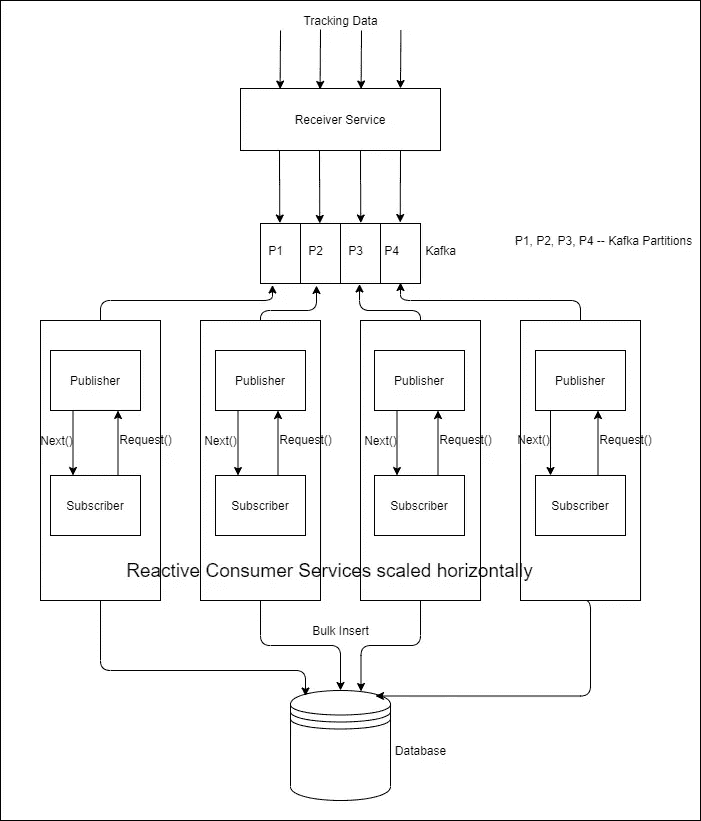 Tracking Data
Receiver Service
P1 P2 P3 P4 Kafka
P1, P2, P3, P4 -- Kafka Partitions
Publisher Publisher Publisher Publisher
Next() Request() Next() Request() Next() Request() Next() Request()
Subscriber Subscriber Subscriber Subscriber
Reactive Consumer Services scaled horizontally
Bulk Insert
Database